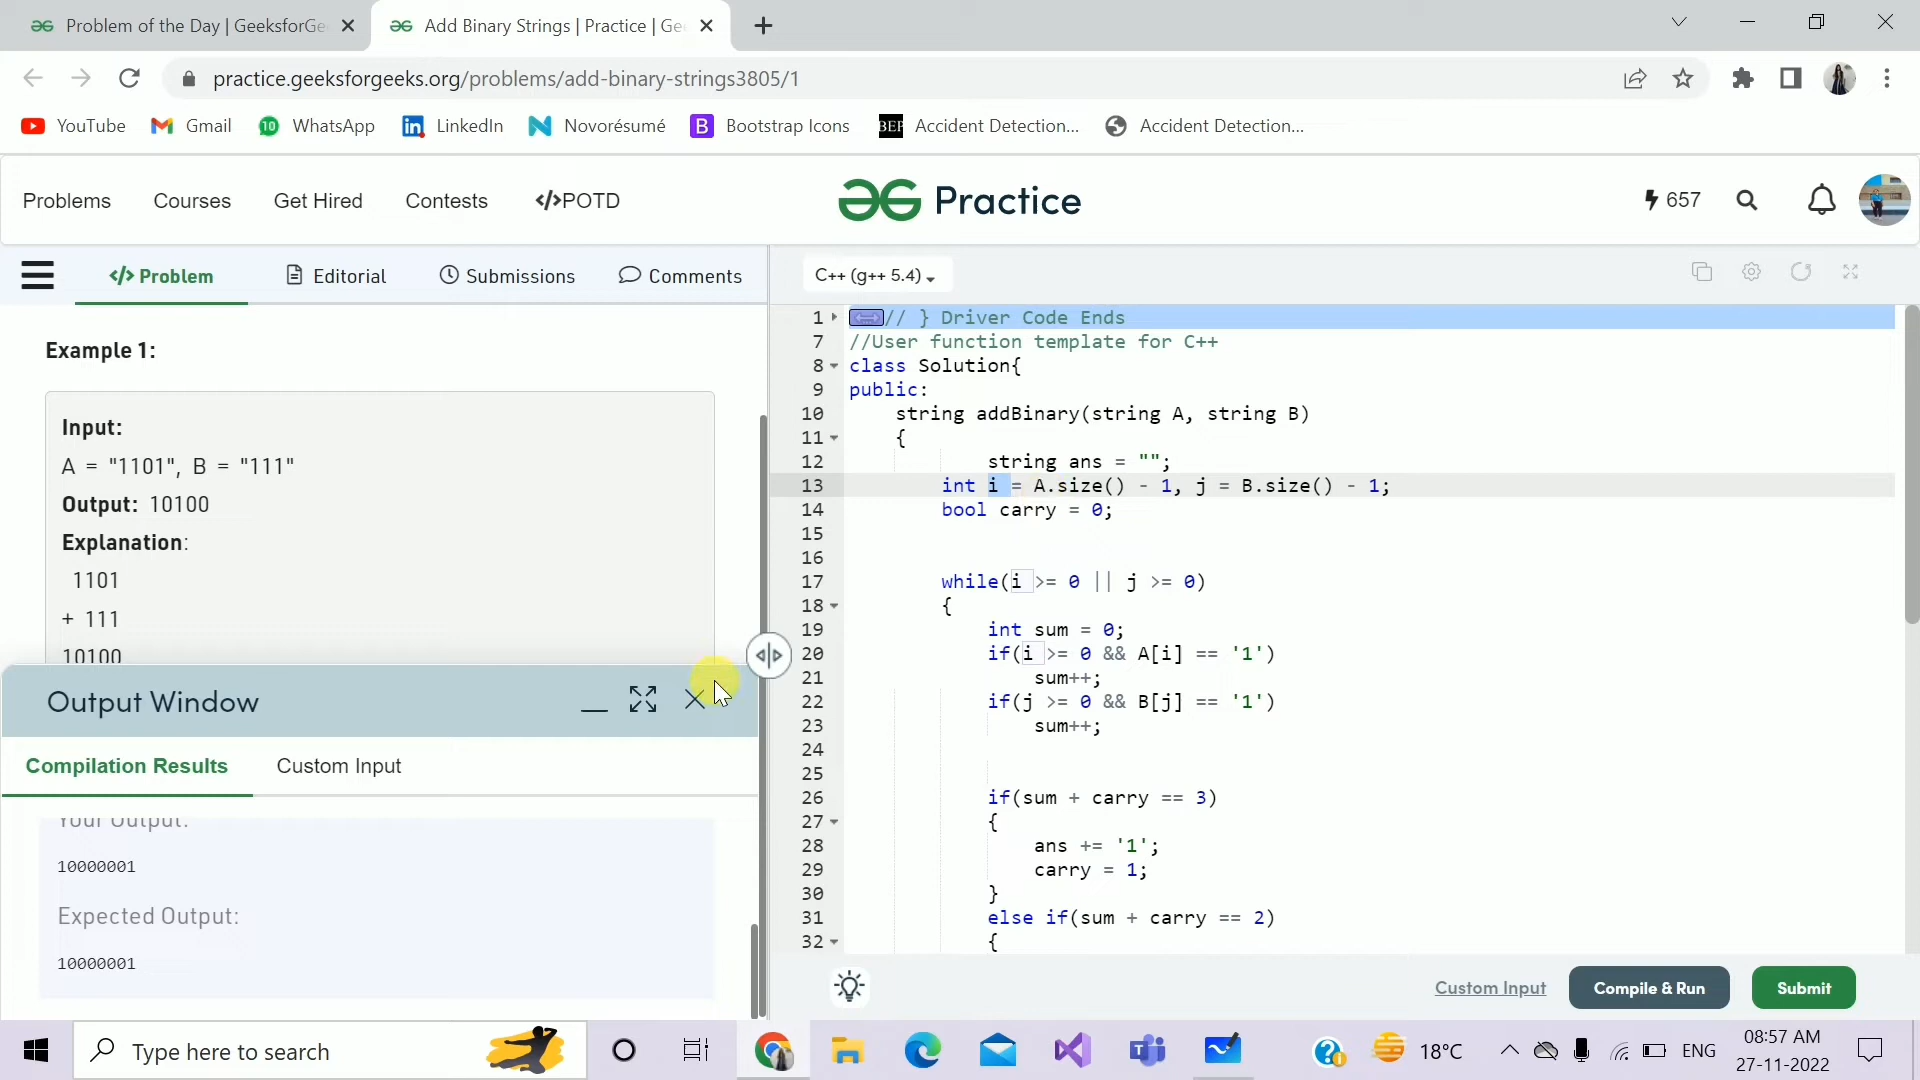 Problem of the Day | GeeksforGe
Add Binary Strings | Practice | Ge
practice.geeksforgeeks.org/problems/add-binary-strings3805/1
YouTube
Gmail
10
WhatsApp
LinkedIn
Novorésumé
B
Bootstrap Icons
BEP
Accident Detection...
Accident Detection...
Problems
Courses
Get Hired
Contests
</>POTD
Practice
657
</> Problem
Editorial
Submissions
Comments
C++ (g++ 5.4)
Example 1:
Input:
A = "1101", B = "111"
Output: 10100
Explanation:
1101
+ 111
10100
Output Window
Compilation Results
Custom Input
Your Output:
10000001
Expected Output:
10000001
1 // } Driver Code Ends
7 //User function template for C++
8 class Solution{
9 public:
10 string addBinary(string A, string B)
11 {
12 string ans = "";
13 int i = A.size() - 1, j = B.size() - 1;
14 bool carry = 0;
15
16
17 while(i >= 0 || j >= 0)
18 {
19 int sum = 0;
20 if(i >= 0 && A[i] == '1')
21 sum++;
22 if(j >= 0 && B[j] == '1')
23 sum++;
24
25
26 if(sum + carry == 3)
27 {
28 ans += '1';
29 carry = 1;
30 }
31 else if(sum + carry == 2)
32 {
Custom Input
Compile & Run
Submit
Type here to search
18°C
ENG
08:57 AM
27-11-2022